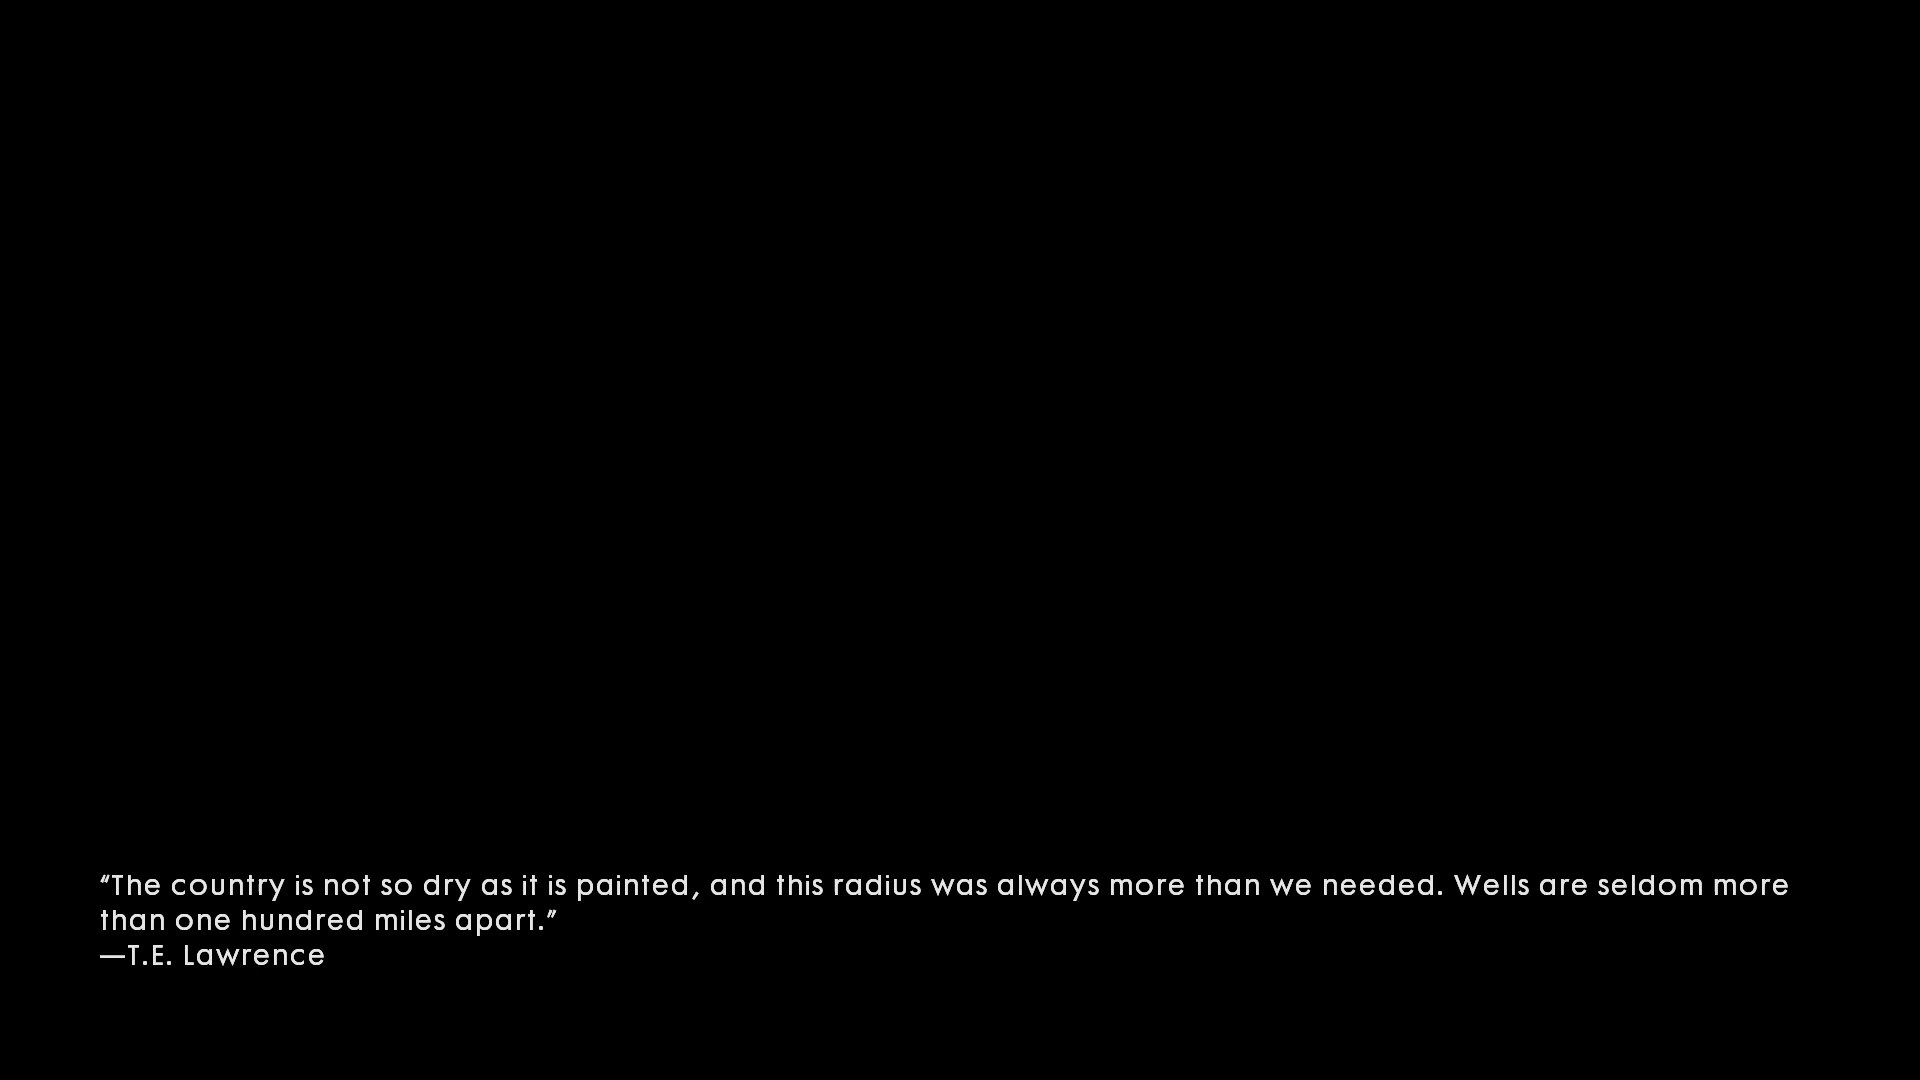 “The country is not so dry as it is painted, and this radius was always more than we needed. Wells are seldom more
than one hundred miles apart.”
—T.E. Lawrence